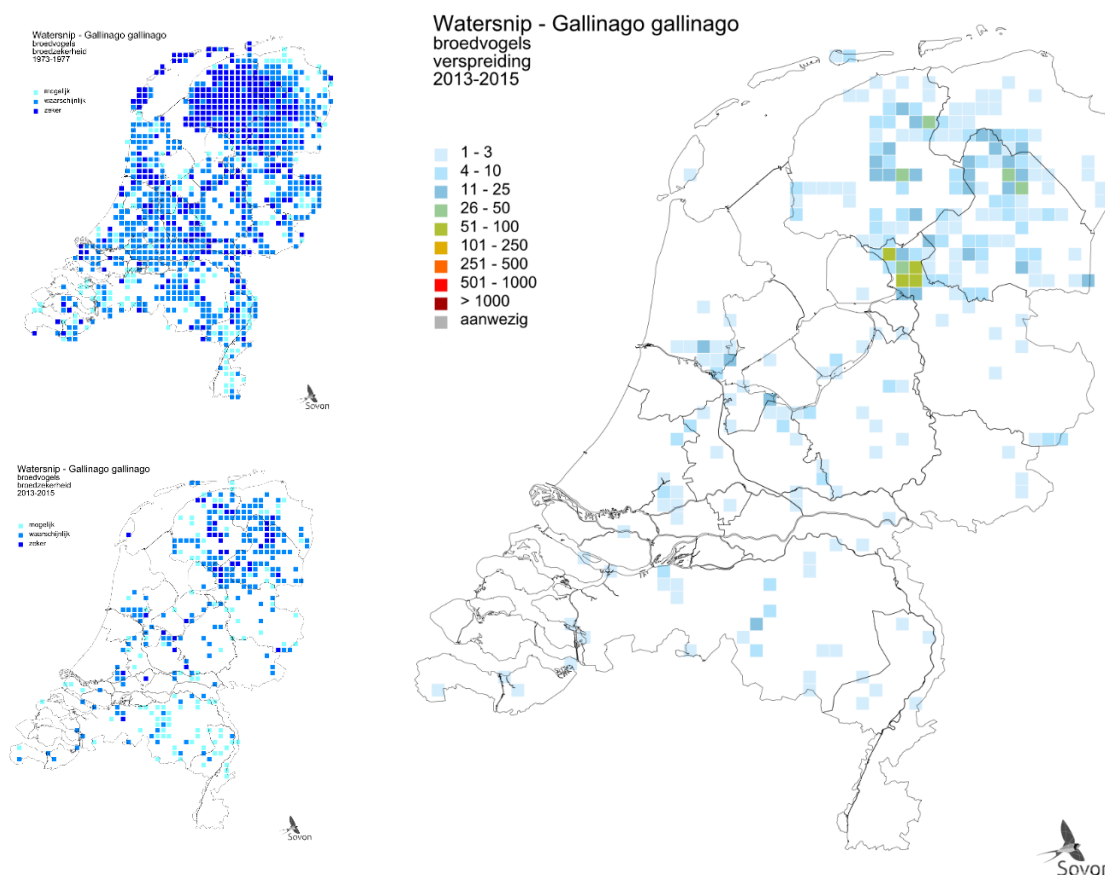 Watersnip - Gallinago gallinago
broedvogels
broedzekerheid
1973-1977
mogelijk
waarschijnlijk
zeker
Sovon
Watersnip - Gallinago gallinago
broedvogels
verspreiding
2013-2015
1 - 3
4 - 10
11 - 25
26 - 50
51 - 100
101 - 250
251 - 500
501 - 1000
> 1000
aanwezig
Sovon
Watersnip - Gallinago gallinago
broedvogels
broedzekerheid
2013-2015
mogelijk
waarschijnlijk
zeker
Sovon